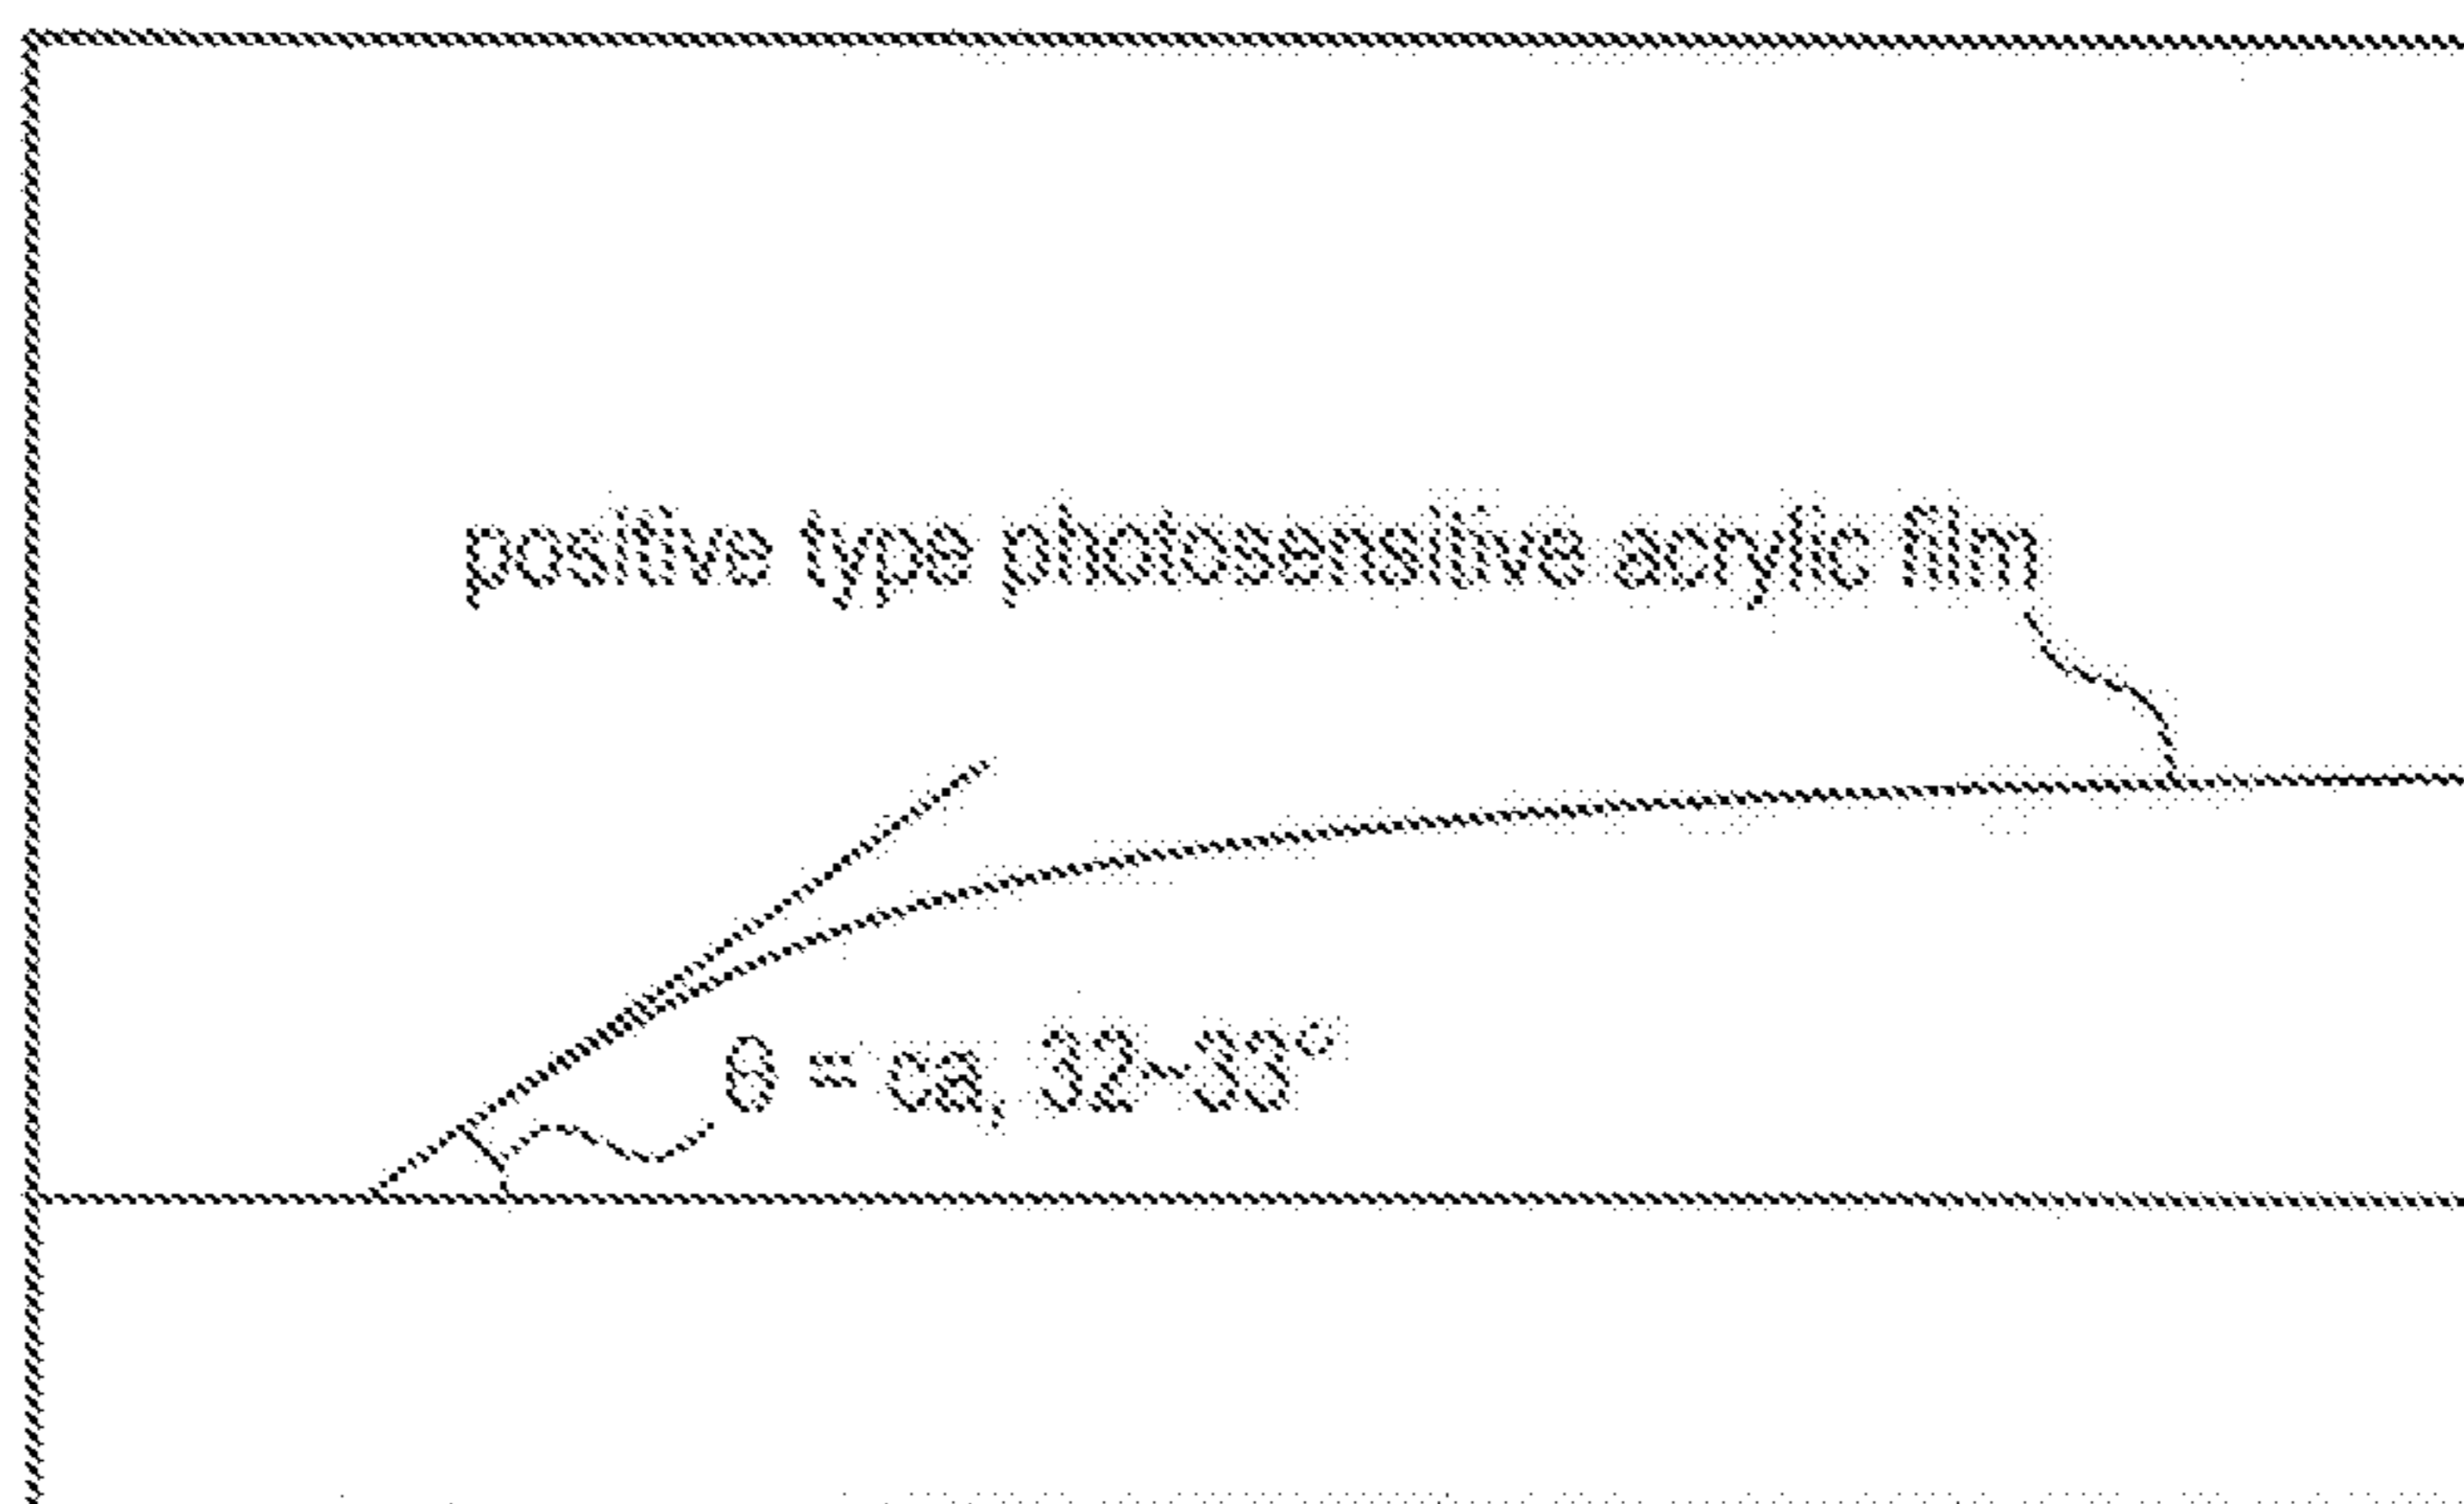 positive type photosensitive acrylic film
θ = ca, 32~33°